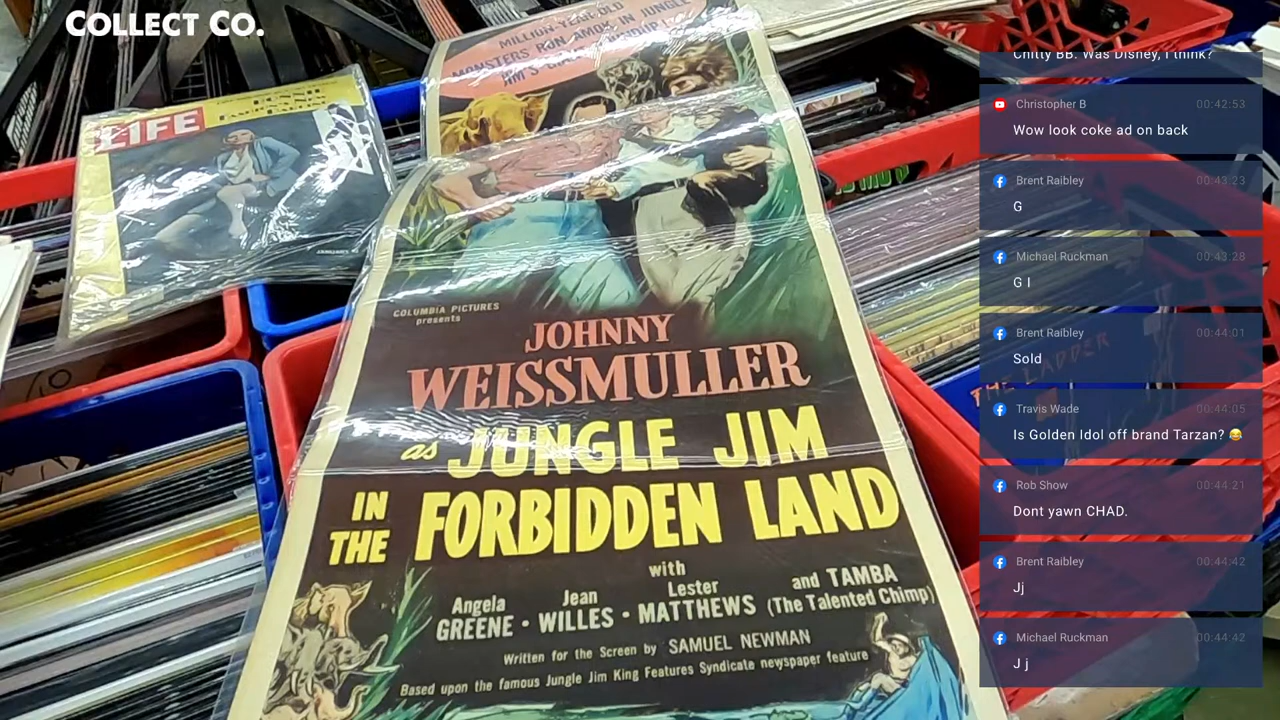 COLLECT CO.
LIFE
MILLION-YEAR-OLD
MONSTERS RUN AMOK IN JUNGLE
COLUMBIA PICTURES
presents
JOHNNY
WEISSMULLER
as JUNGLE JIM
IN THE FORBIDDEN LAND
with
Angela GREENE • Jean WILLES • Lester MATTHEWS and TAMBA (The Talented Chimp)
Written for the Screen by SAMUEL NEWMAN
Based upon the famous Jungle Jim King Features Syndicate newspaper feature
THE LADDER
Chitty BB. Was Disney, I think?
Christopher B 00:42:53
Wow look coke ad on back
Brent Raibley 00:43:23
G
Michael Ruckman 00:43:28
G I
Brent Raibley 00:44:01
Sold
Travis Wade 00:44:05
Is Golden Idol off brand Tarzan? 😂
Rob Show 00:44:21
Dont yawn CHAD.
Brent Raibley 00:44:42
Jj
Michael Ruckman 00:44:42
J j